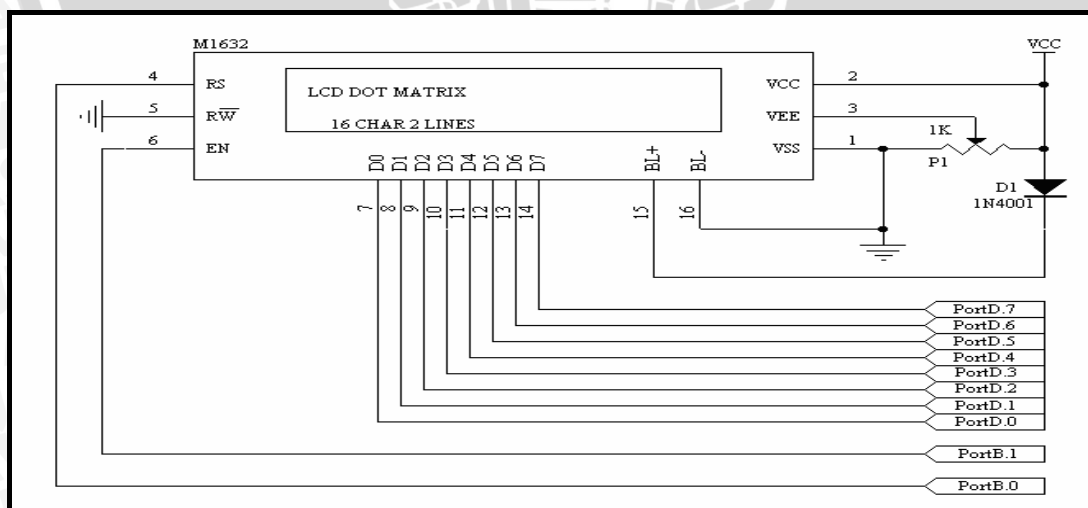 M1632
VCC
4
RS
LCD DOT MATRIX
VCC
2
5
RW̅
16 CHAR 2 LINES
VEE
3
1K
6
EN
VSS
1
P1
D0 D1 D2 D3 D4 D5 D6 D7 BL+ BL-
D1
1N4001
7 8 9 10 11 12 13 14 15 16
PortD.7
PortD.6
PortD.5
PortD.4
PortD.3
PortD.2
PortD.1
PortD.0
PortB.1
PortB.0